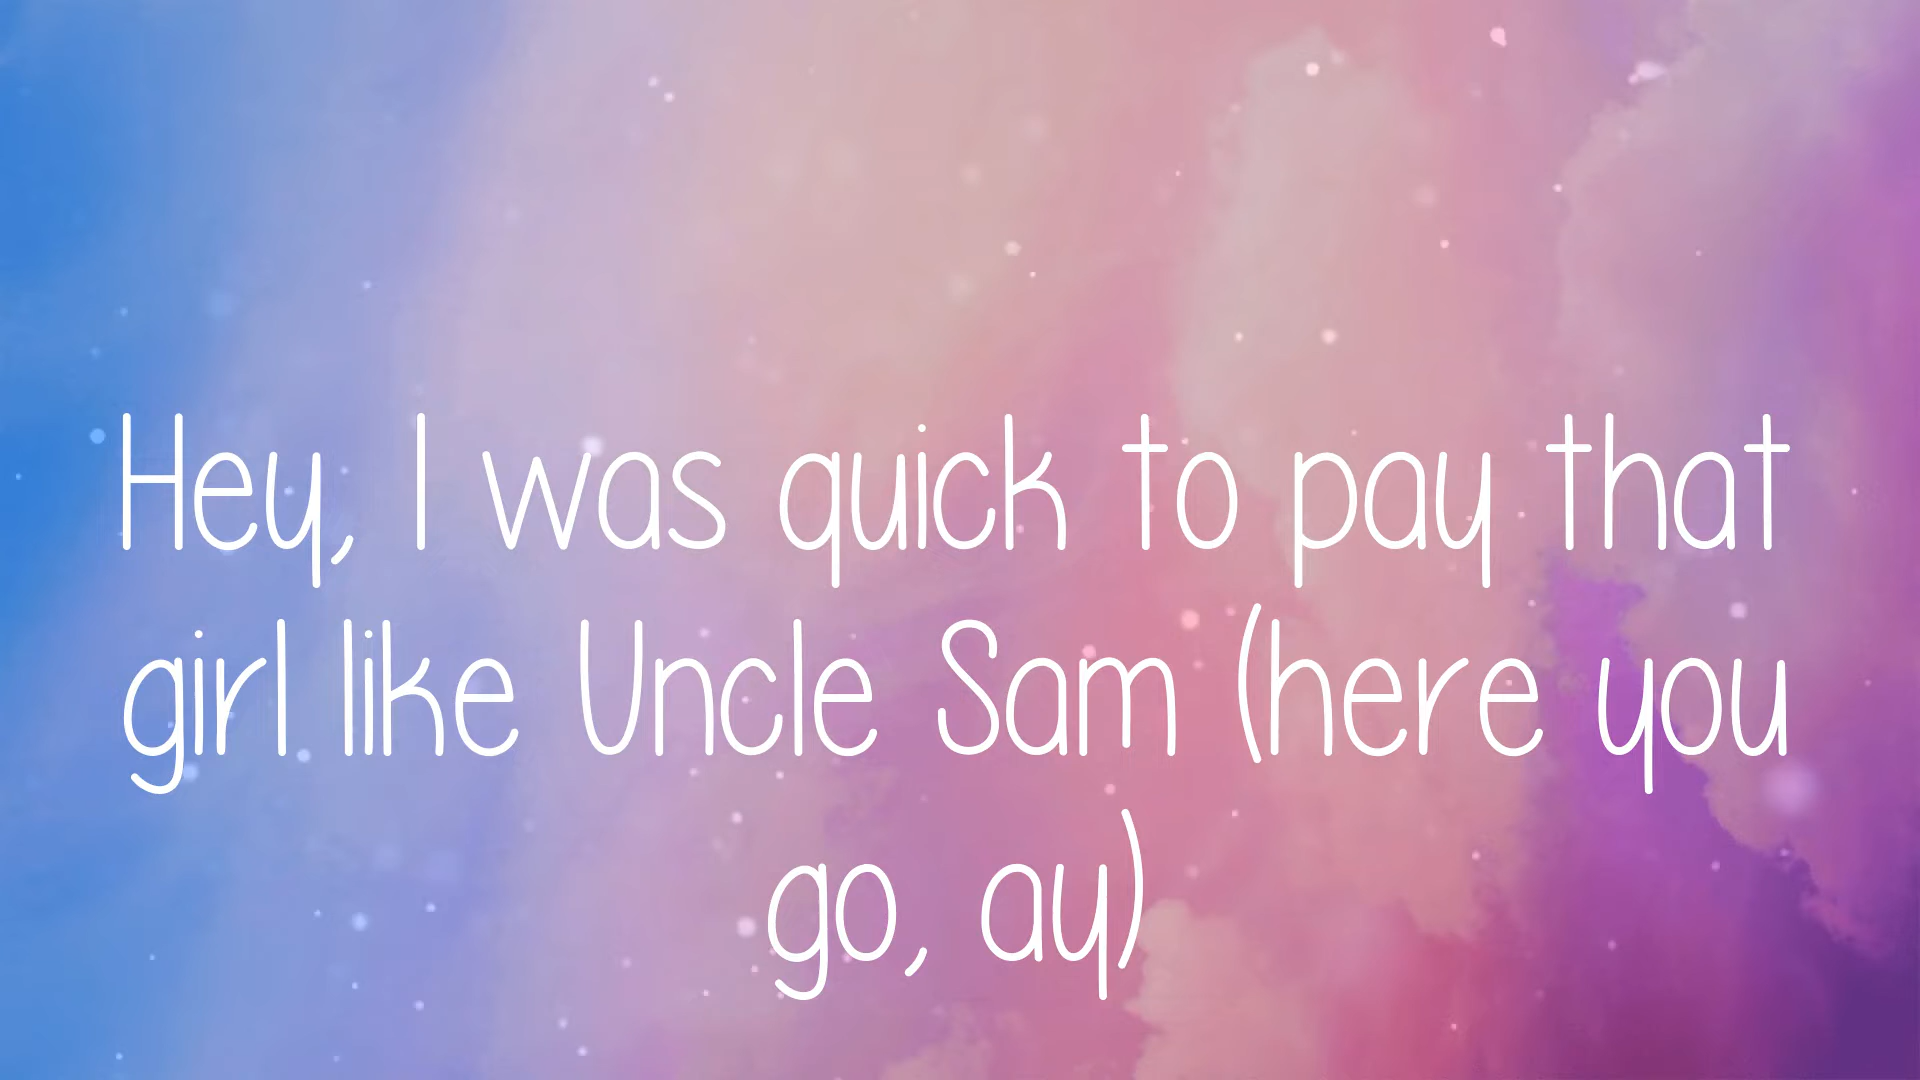 Hey, I was quick to pay that
girl like Uncle Sam (here you
go, ay)